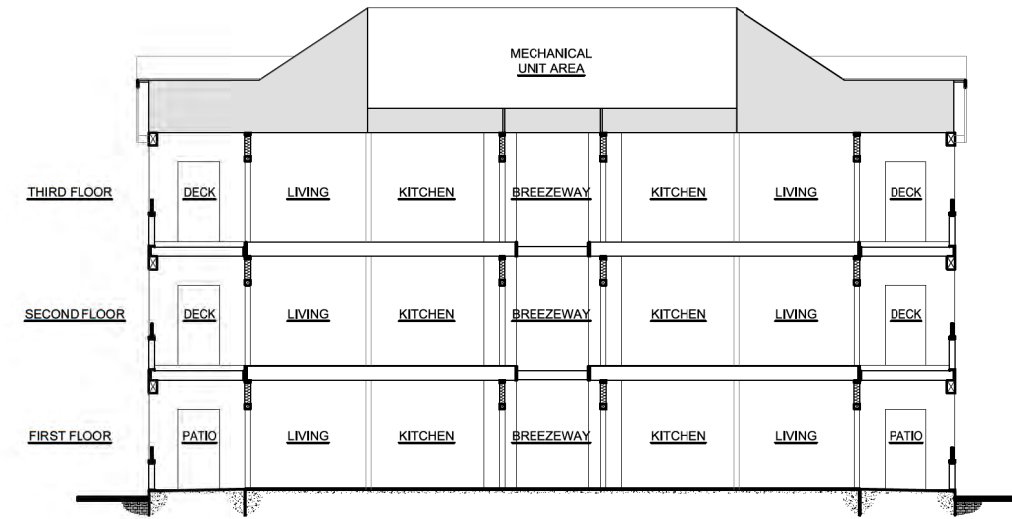 MECHANICAL
UNIT AREA
THIRD FLOOR DECK LIVING KITCHEN BREEZEWAY KITCHEN LIVING DECK
SECOND FLOOR DECK LIVING KITCHEN BREEZEWAY KITCHEN LIVING DECK
FIRST FLOOR PATIO LIVING KITCHEN BREEZEWAY KITCHEN LIVING PATIO